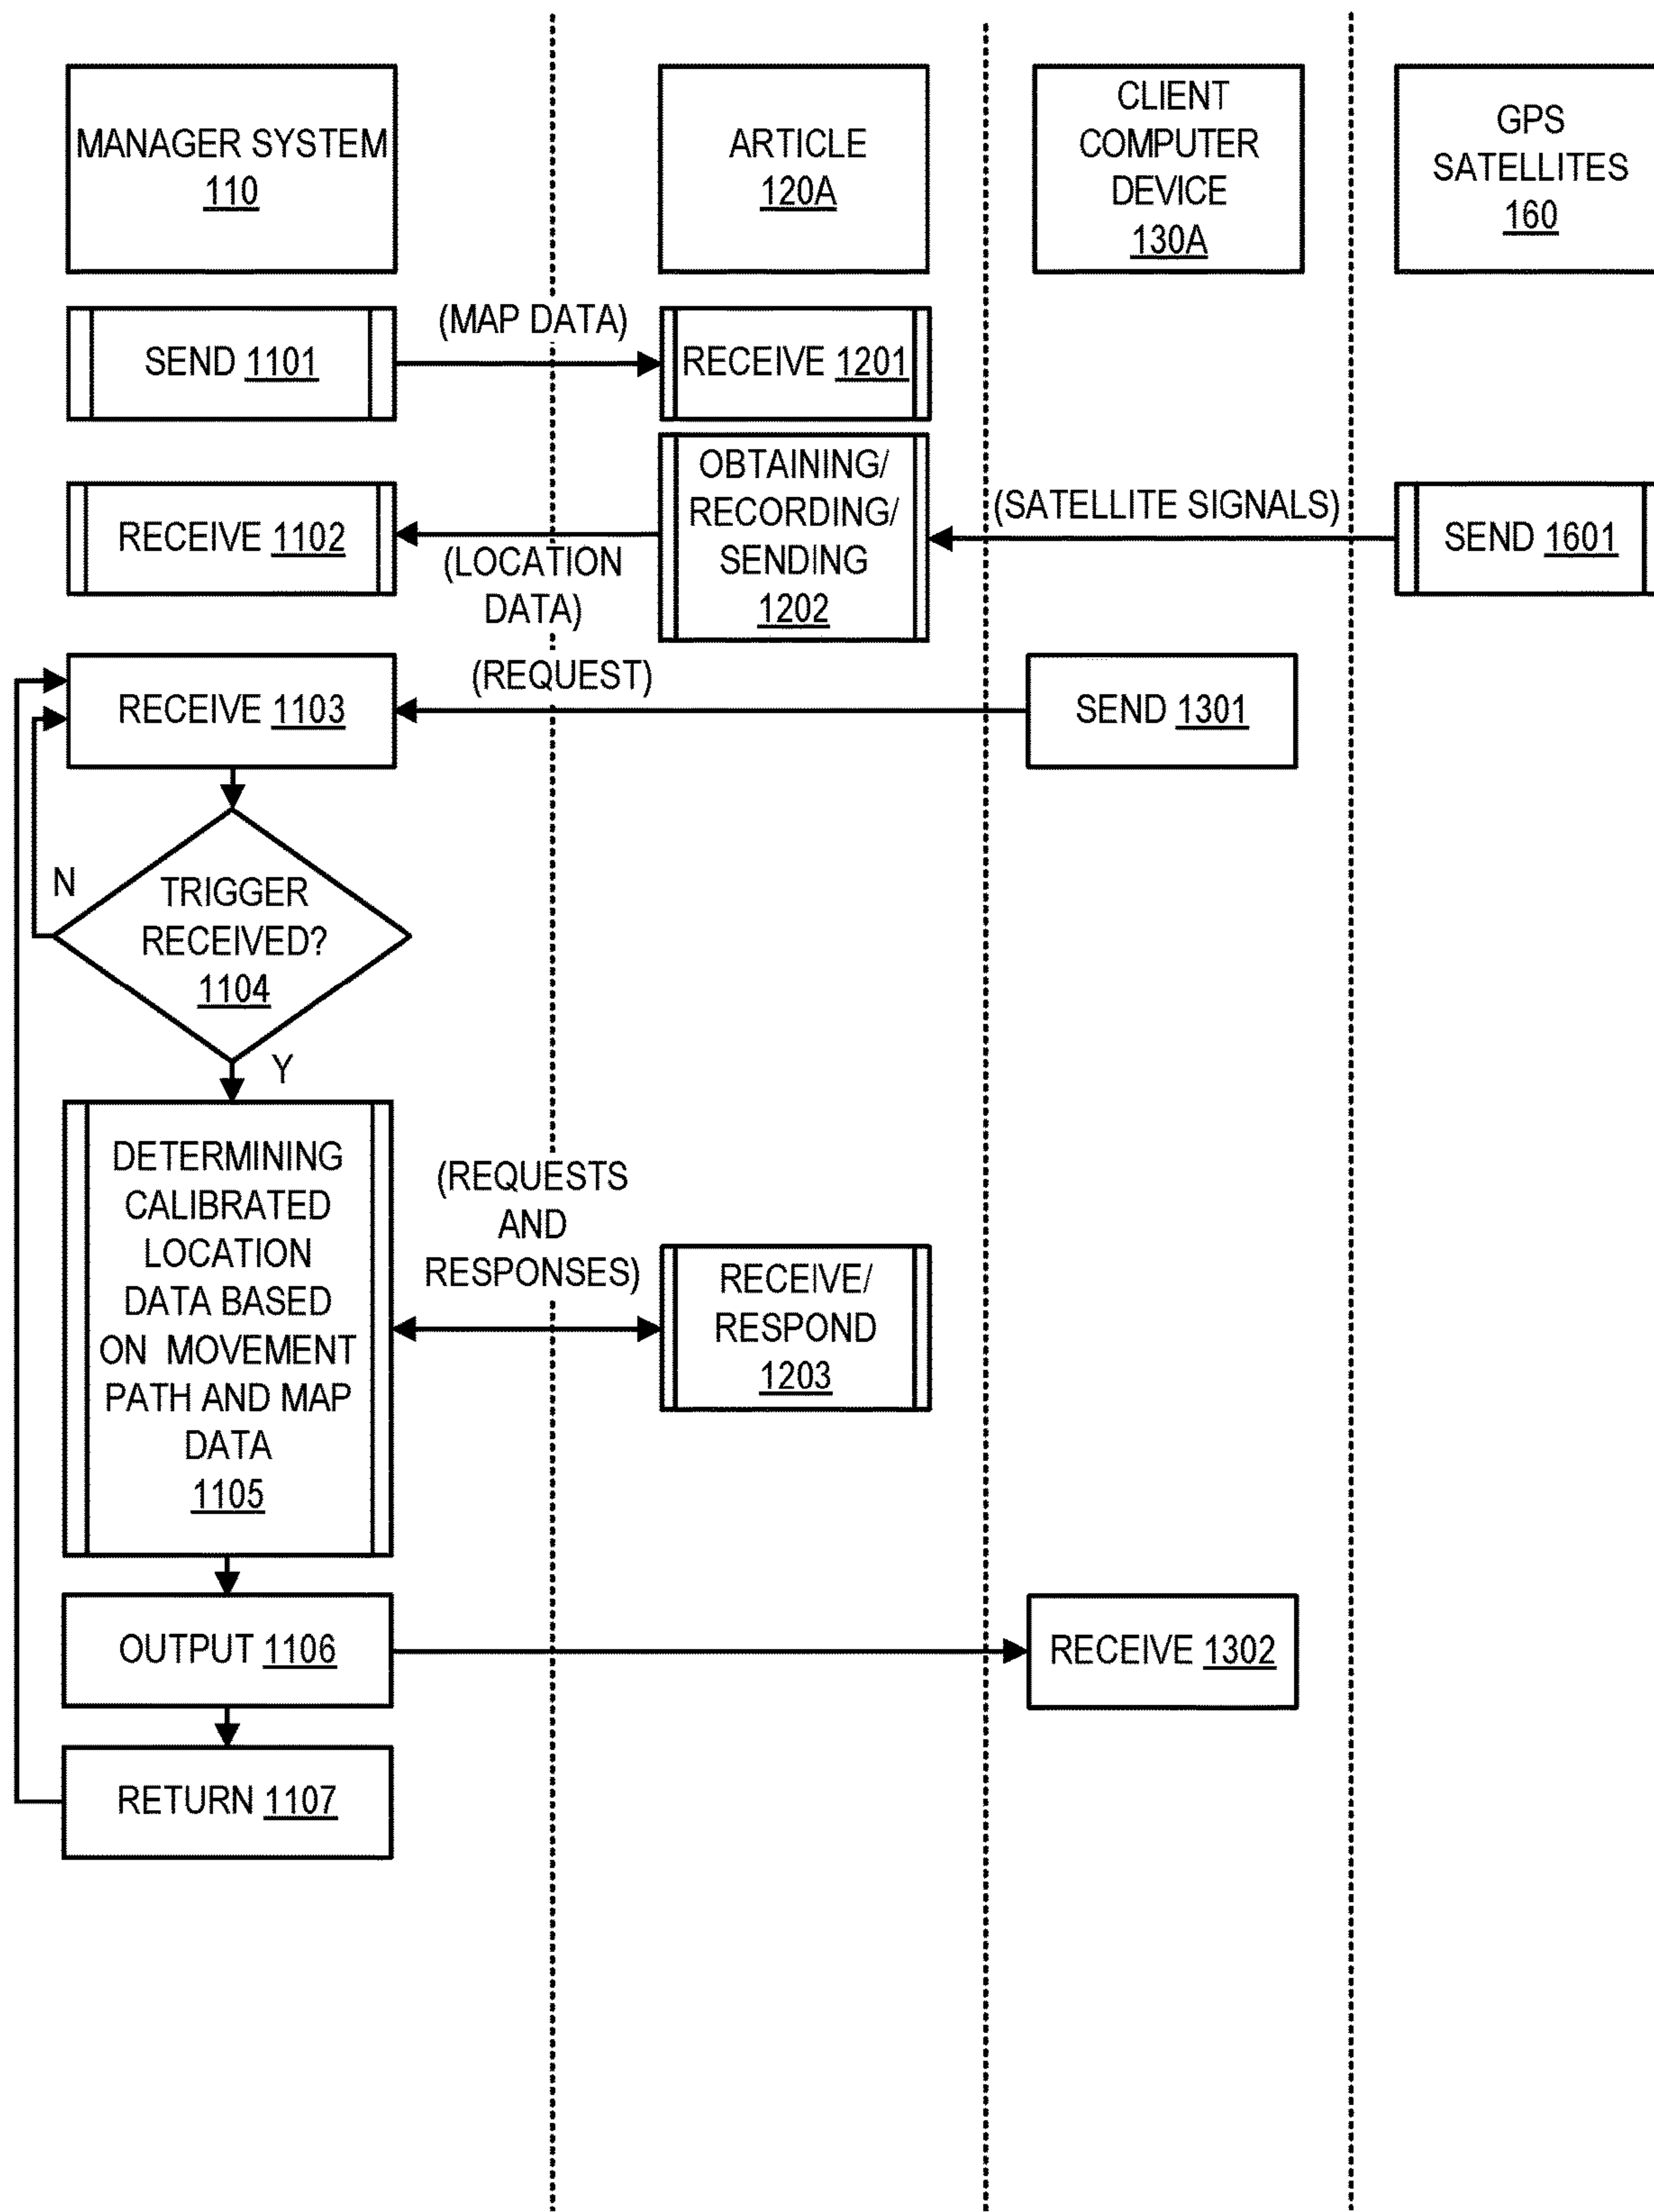 MANAGER SYSTEM
110
ARTICLE
120A
CLIENT
COMPUTER
DEVICE
130A
GPS
SATELLITES
160
SEND 1101
(MAP DATA)
RECEIVE 1201
RECEIVE 1102
(LOCATION
DATA)
OBTAINING/
RECORDING/
SENDING
1202
(SATELLITE SIGNALS)
SEND 1601
RECEIVE 1103
(REQUEST)
SEND 1301
N
TRIGGER
RECEIVED?
1104
Y
DETERMINING
CALIBRATED
LOCATION
DATA BASED
ON MOVEMENT
PATH AND MAP
DATA
1105
(REQUESTS
AND
RESPONSES)
RECEIVE/
RESPOND
1203
OUTPUT 1106
RECEIVE 1302
RETURN 1107